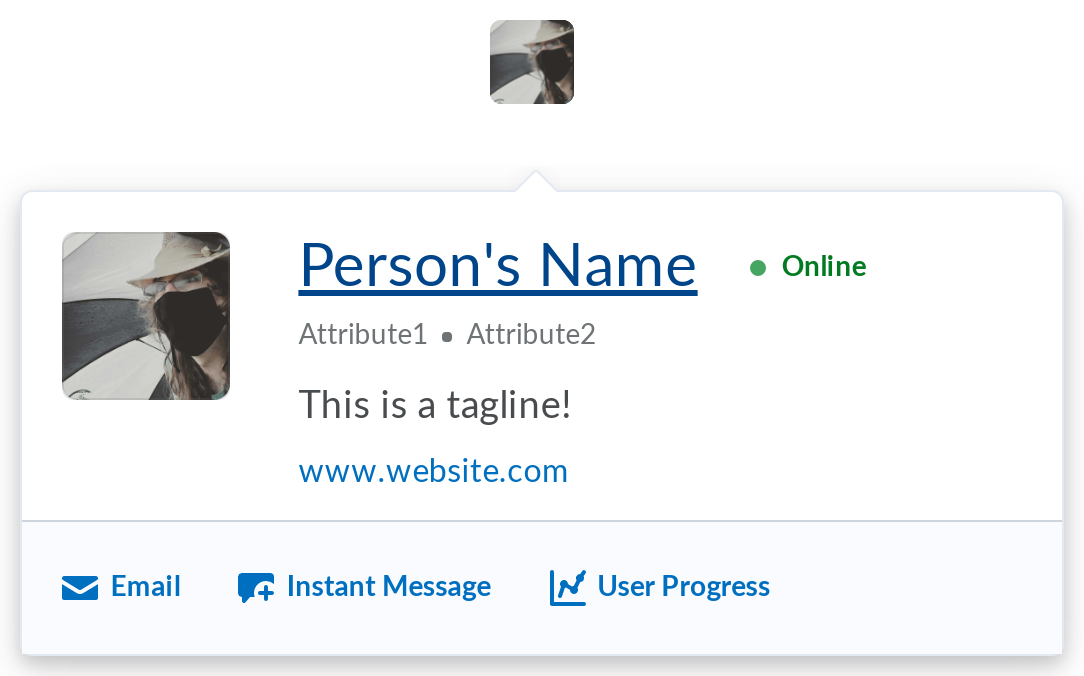 Person's Name
Online
Attribute1 • Attribute2
This is a tagline!
www.website.com
Email
Instant Message
User Progress